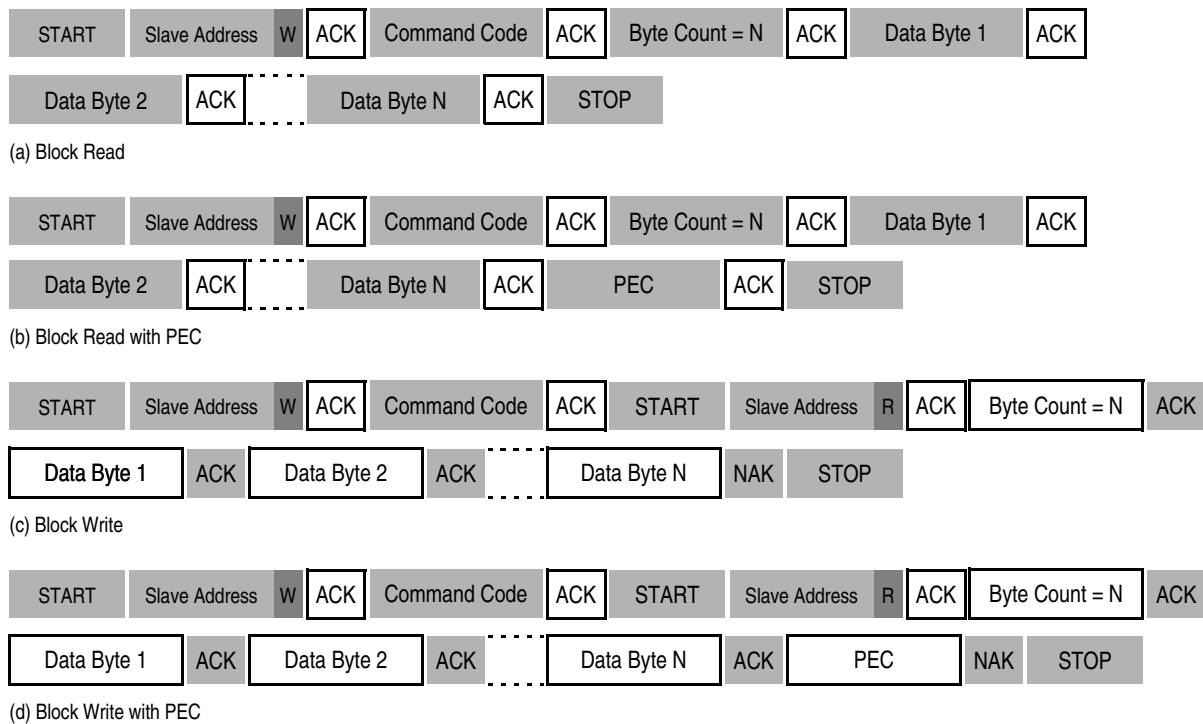 START Slave Address W ACK Command Code ACK Byte Count = N ACK Data Byte 1 ACK
Data Byte 2 ACK Data Byte N ACK STOP
(a) Block Read
START Slave Address W ACK Command Code ACK Byte Count = N ACK Data Byte 1 ACK
Data Byte 2 ACK Data Byte N ACK PEC ACK STOP
(b) Block Read with PEC
START Slave Address W ACK Command Code ACK START Slave Address R ACK Byte Count = N ACK
Data Byte 1 ACK Data Byte 2 ACK Data Byte N NAK STOP
(c) Block Write
START Slave Address W ACK Command Code ACK START Slave Address R ACK Byte Count = N ACK
Data Byte 1 ACK Data Byte 2 ACK Data Byte N ACK PEC NAK STOP
(d) Block Write with PEC